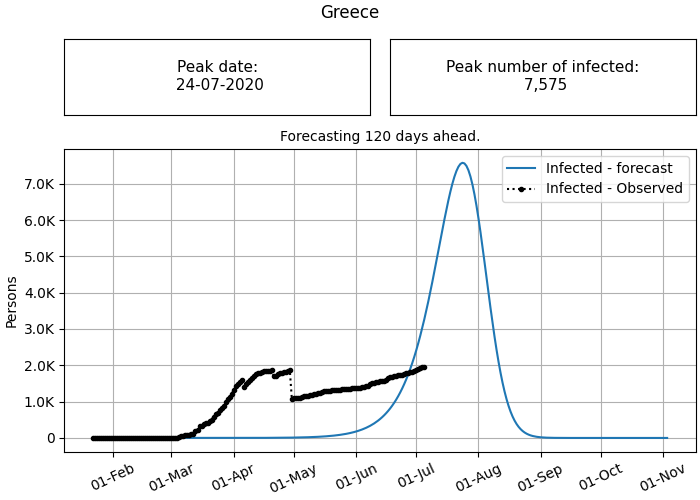 Greece
Peak date:
24-07-2020
Peak number of infected:
7,575
Forecasting 120 days ahead.
Infected - forecast
Infected - Observed
Persons
7.0K
6.0K
5.0K
4.0K
3.0K
2.0K
1.0K
0
01-Feb
01-Mar
01-Apr
01-May
01-Jun
01-Jul
01-Aug
01-Sep
01-Oct
01-Nov